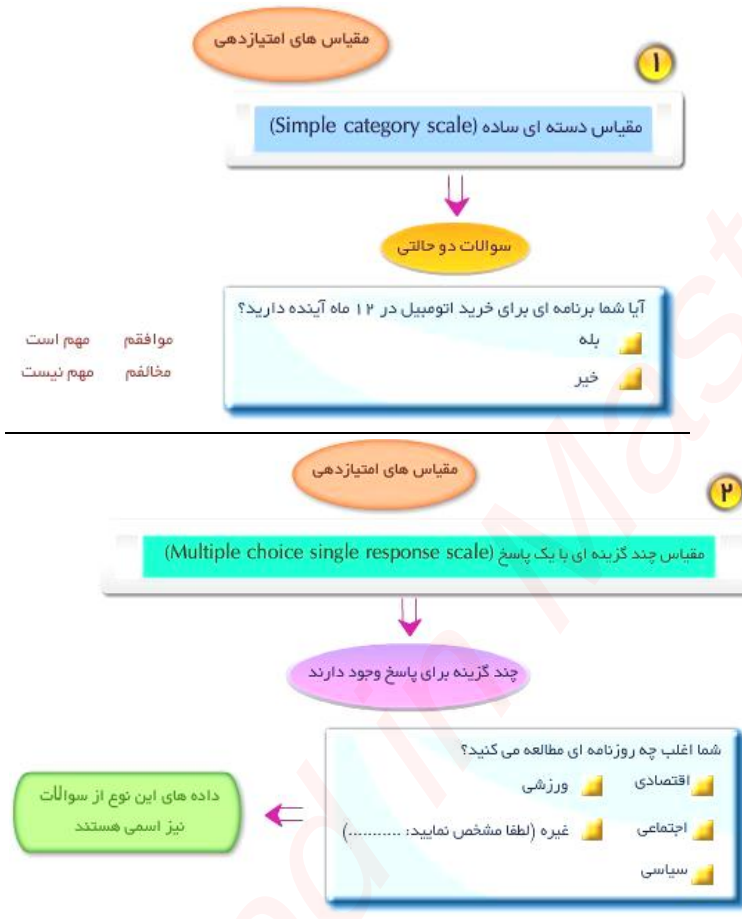 مقیاس های امتیازدهی
۱
مقیاس دسته ای ساده (Simple category scale)
سوالات دو حالتی
آیا شما برنامه ای برای خرید اتومبیل در ۱۲ ماه آینده دارید؟
بله
خیر
موافقم مهم است
مخالفم مهم نیست
مقیاس های امتیازدهی
۲
مقیاس چند گزینه ای با یک پاسخ (Multiple choice single response scale)
چند گزینه برای پاسخ وجود دارند
شما اغلب چه روزنامه ای مطالعه می کنید؟
اقتصادی ورزشی
اجتماعی غیره (لطفا مشخص نمایید: ...........)
سیاسی
داده های این نوع از سوالات
نیز اسمی هستند